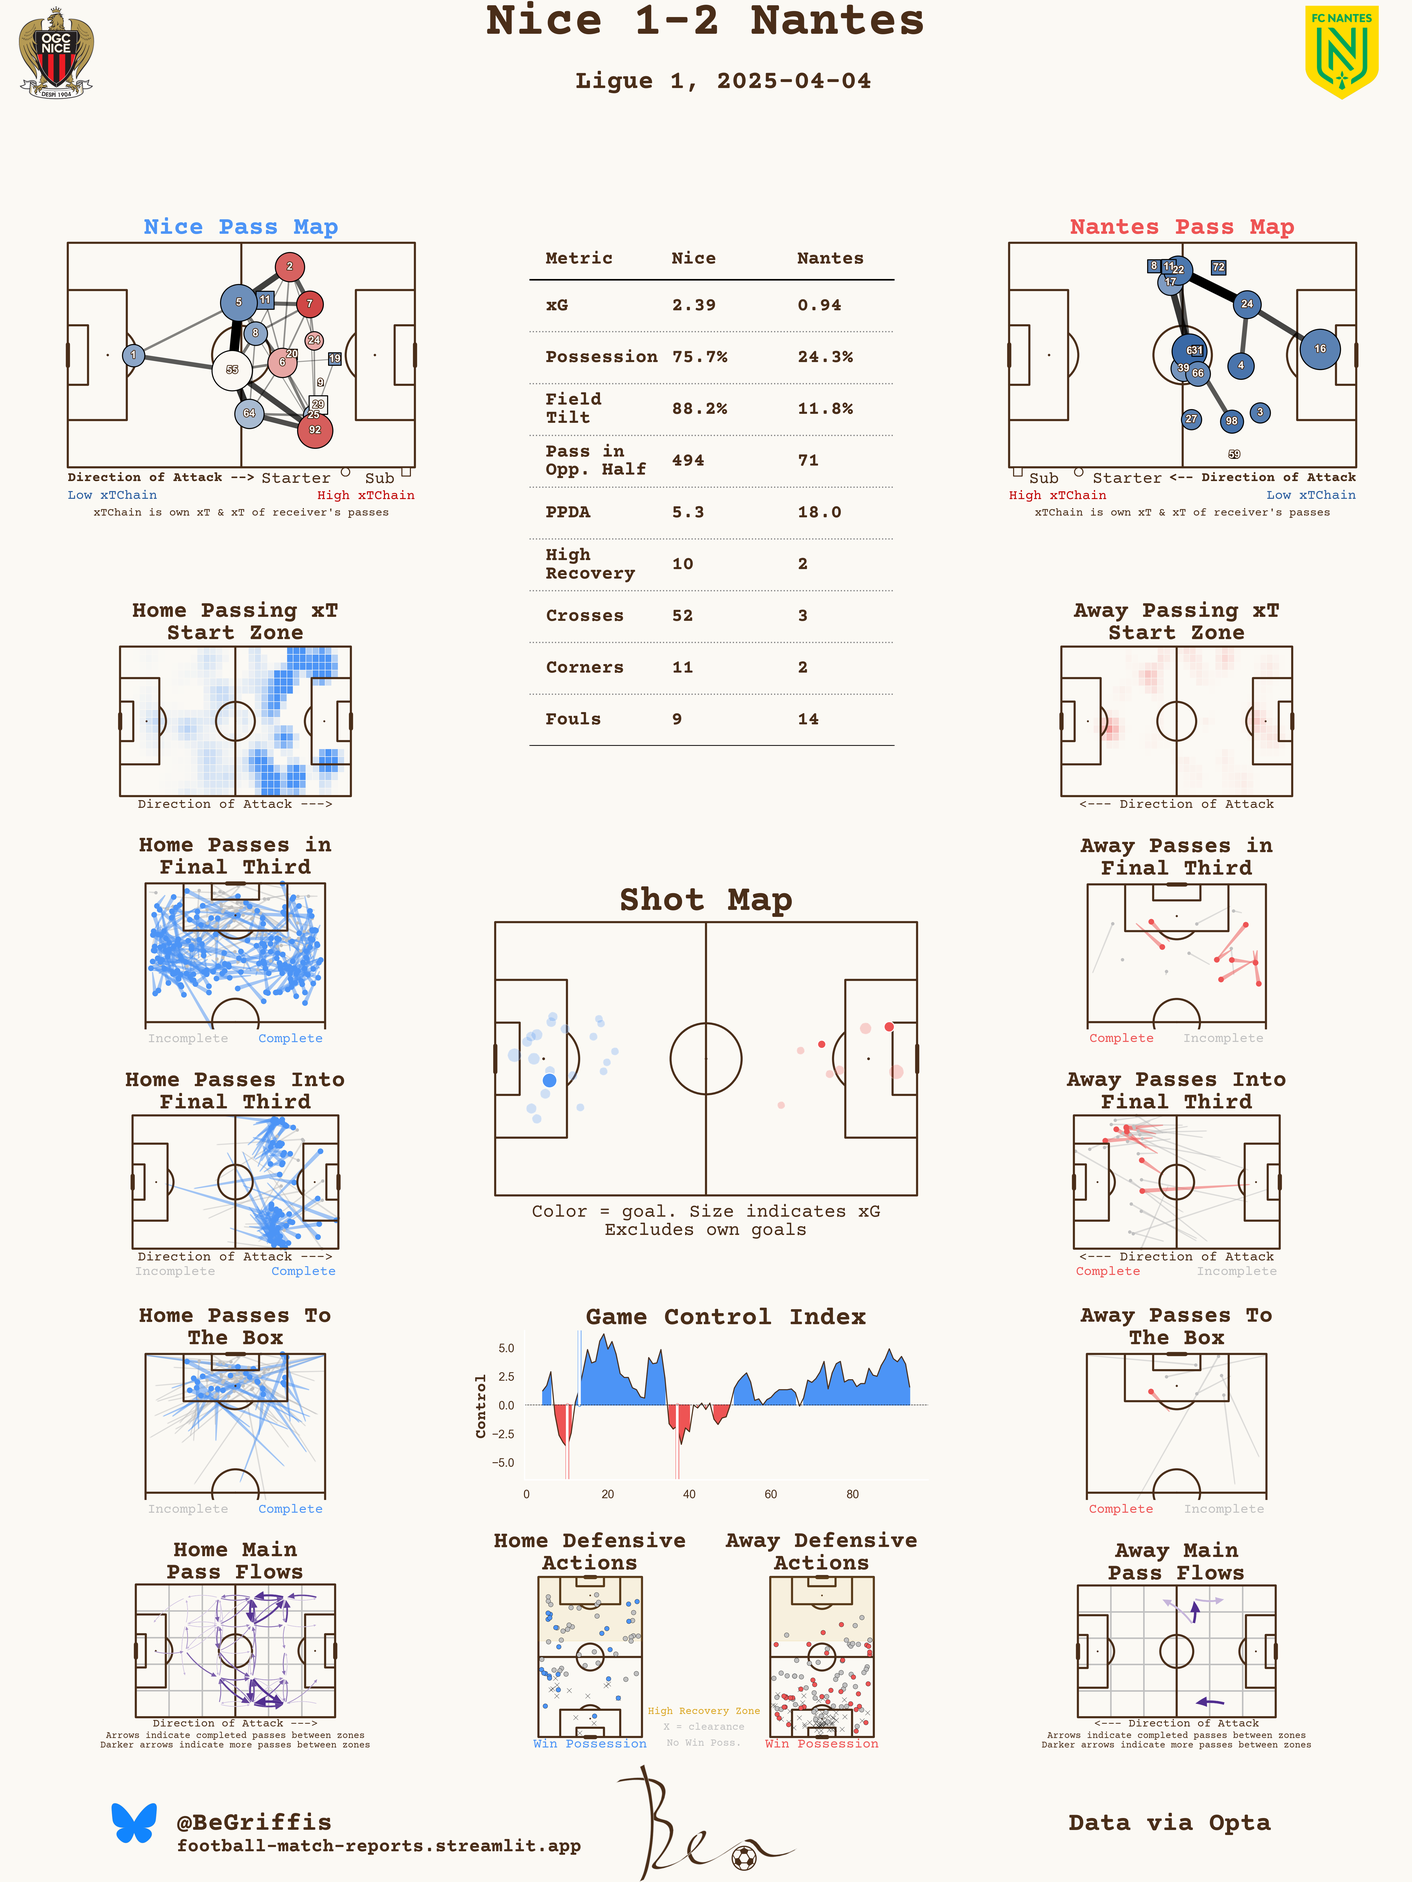 Nice 1-2 Nantes
Ligue 1, 2025-04-04
OGC
NICE
DEPUIS 1904
FC NANTES
Nice Pass Map
2
5
11
7
8
24
1
20
6
19
55
9
29
64
25
92
Direction of Attack --> Starter Sub
Low xTChain High xTChain
xTChain is own xT & xT of receiver's passes
Metric Nice Nantes
xG 2.39 0.94
Possession 75.7% 24.3%
Field
Tilt 88.2% 11.8%
Pass in
Opp. Half 494 71
PPDA 5.3 18.0
High
Recovery 10 2
Crosses 52 3
Corners 11 2
Fouls 9 14
Nantes Pass Map
8 11 22 72
17
24
31
16
39 66 4
27 98 3
59
Sub Starter <-- Direction of Attack
High xTChain Low xTChain
xTChain is own xT & xT of receiver's passes
Home Passing xT
Start Zone
Direction of Attack --->
Away Passing xT
Start Zone
<--- Direction of Attack
Home Passes in
Final Third
Incomplete Complete
Shot Map
Color = goal. Size indicates xG
Excludes own goals
Away Passes in
Final Third
Complete Incomplete
Home Passes Into
Final Third
Direction of Attack --->
Incomplete Complete
Away Passes Into
Final Third
<--- Direction of Attack
Complete Incomplete
Home Passes To
The Box
Incomplete Complete
Game Control Index
Control
5.0
2.5
0.0
−2.5
−5.0
0 20 40 60 80
Away Passes To
The Box
Complete Incomplete
Home Main
Pass Flows
Direction of Attack --->
Arrows indicate completed passes between zones
Darker arrows indicate more passes between zones
Home Defensive
Actions
Win Possession
High Recovery Zone
X = clearance
No Win Poss.
Away Defensive
Actions
Win Possession
Away Main
Pass Flows
<--- Direction of Attack
Arrows indicate completed passes between zones
Darker arrows indicate more passes between zones
@BeGriffis
football-match-reports.streamlit.app
Ben
Data via Opta